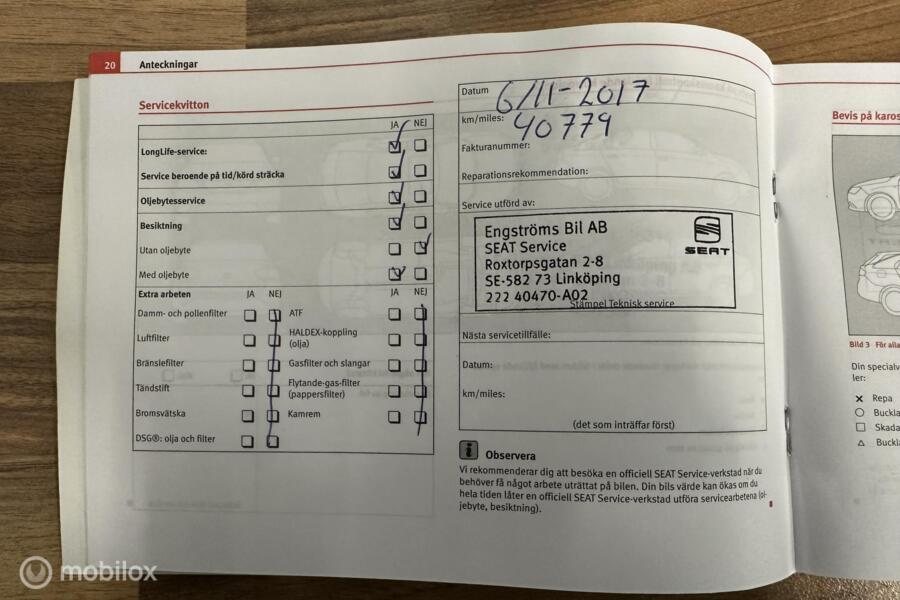 20 Anteckningar
Servicekvitton
JA NEJ
LongLife-service:
Service beroende på tid/körd sträcka
Oljebytesservice
Besiktning
Utan oljebyte
Med oljebyte
Extra arbeten JA NEJ JA NEJ
Damm- och pollenfilter ATF
Luftfilter HALDEX-koppling
(olja)
Bränslefilter Gasfilter och slangar
Tändstift Flytande-gas-filter
(pappersfilter)
Bromsvätska Kamrem
DSG®: olja och filter
Datum 6/11-2017
km/miles: 40779
Fakturanummer:
Reparationsrekommendation:
Service utförd av:
Engströms Bil AB
SEAT Service
Roxtorpsgatan 2-8
SE-582 73 Linköping
222 40470-A02
SEAT
Stämpel Teknisk service
Nästa servicetillfälle:
Datum:
km/miles:
(det som inträffar först)
i Observera
Vi rekommenderar dig att besöka en officiell SEAT Service-verkstad när du
behöver få något arbete uträttat på bilen. Din bils värde kan ökas om du
hela tiden låter en officiell SEAT Service-verkstad utföra servicearbetena (ol-
jebyte, besiktning).
Bevis på karos
Bild 3 För alla
Din specialv
ler:
Repa
Buckla
Skada
Buckl
mobilox